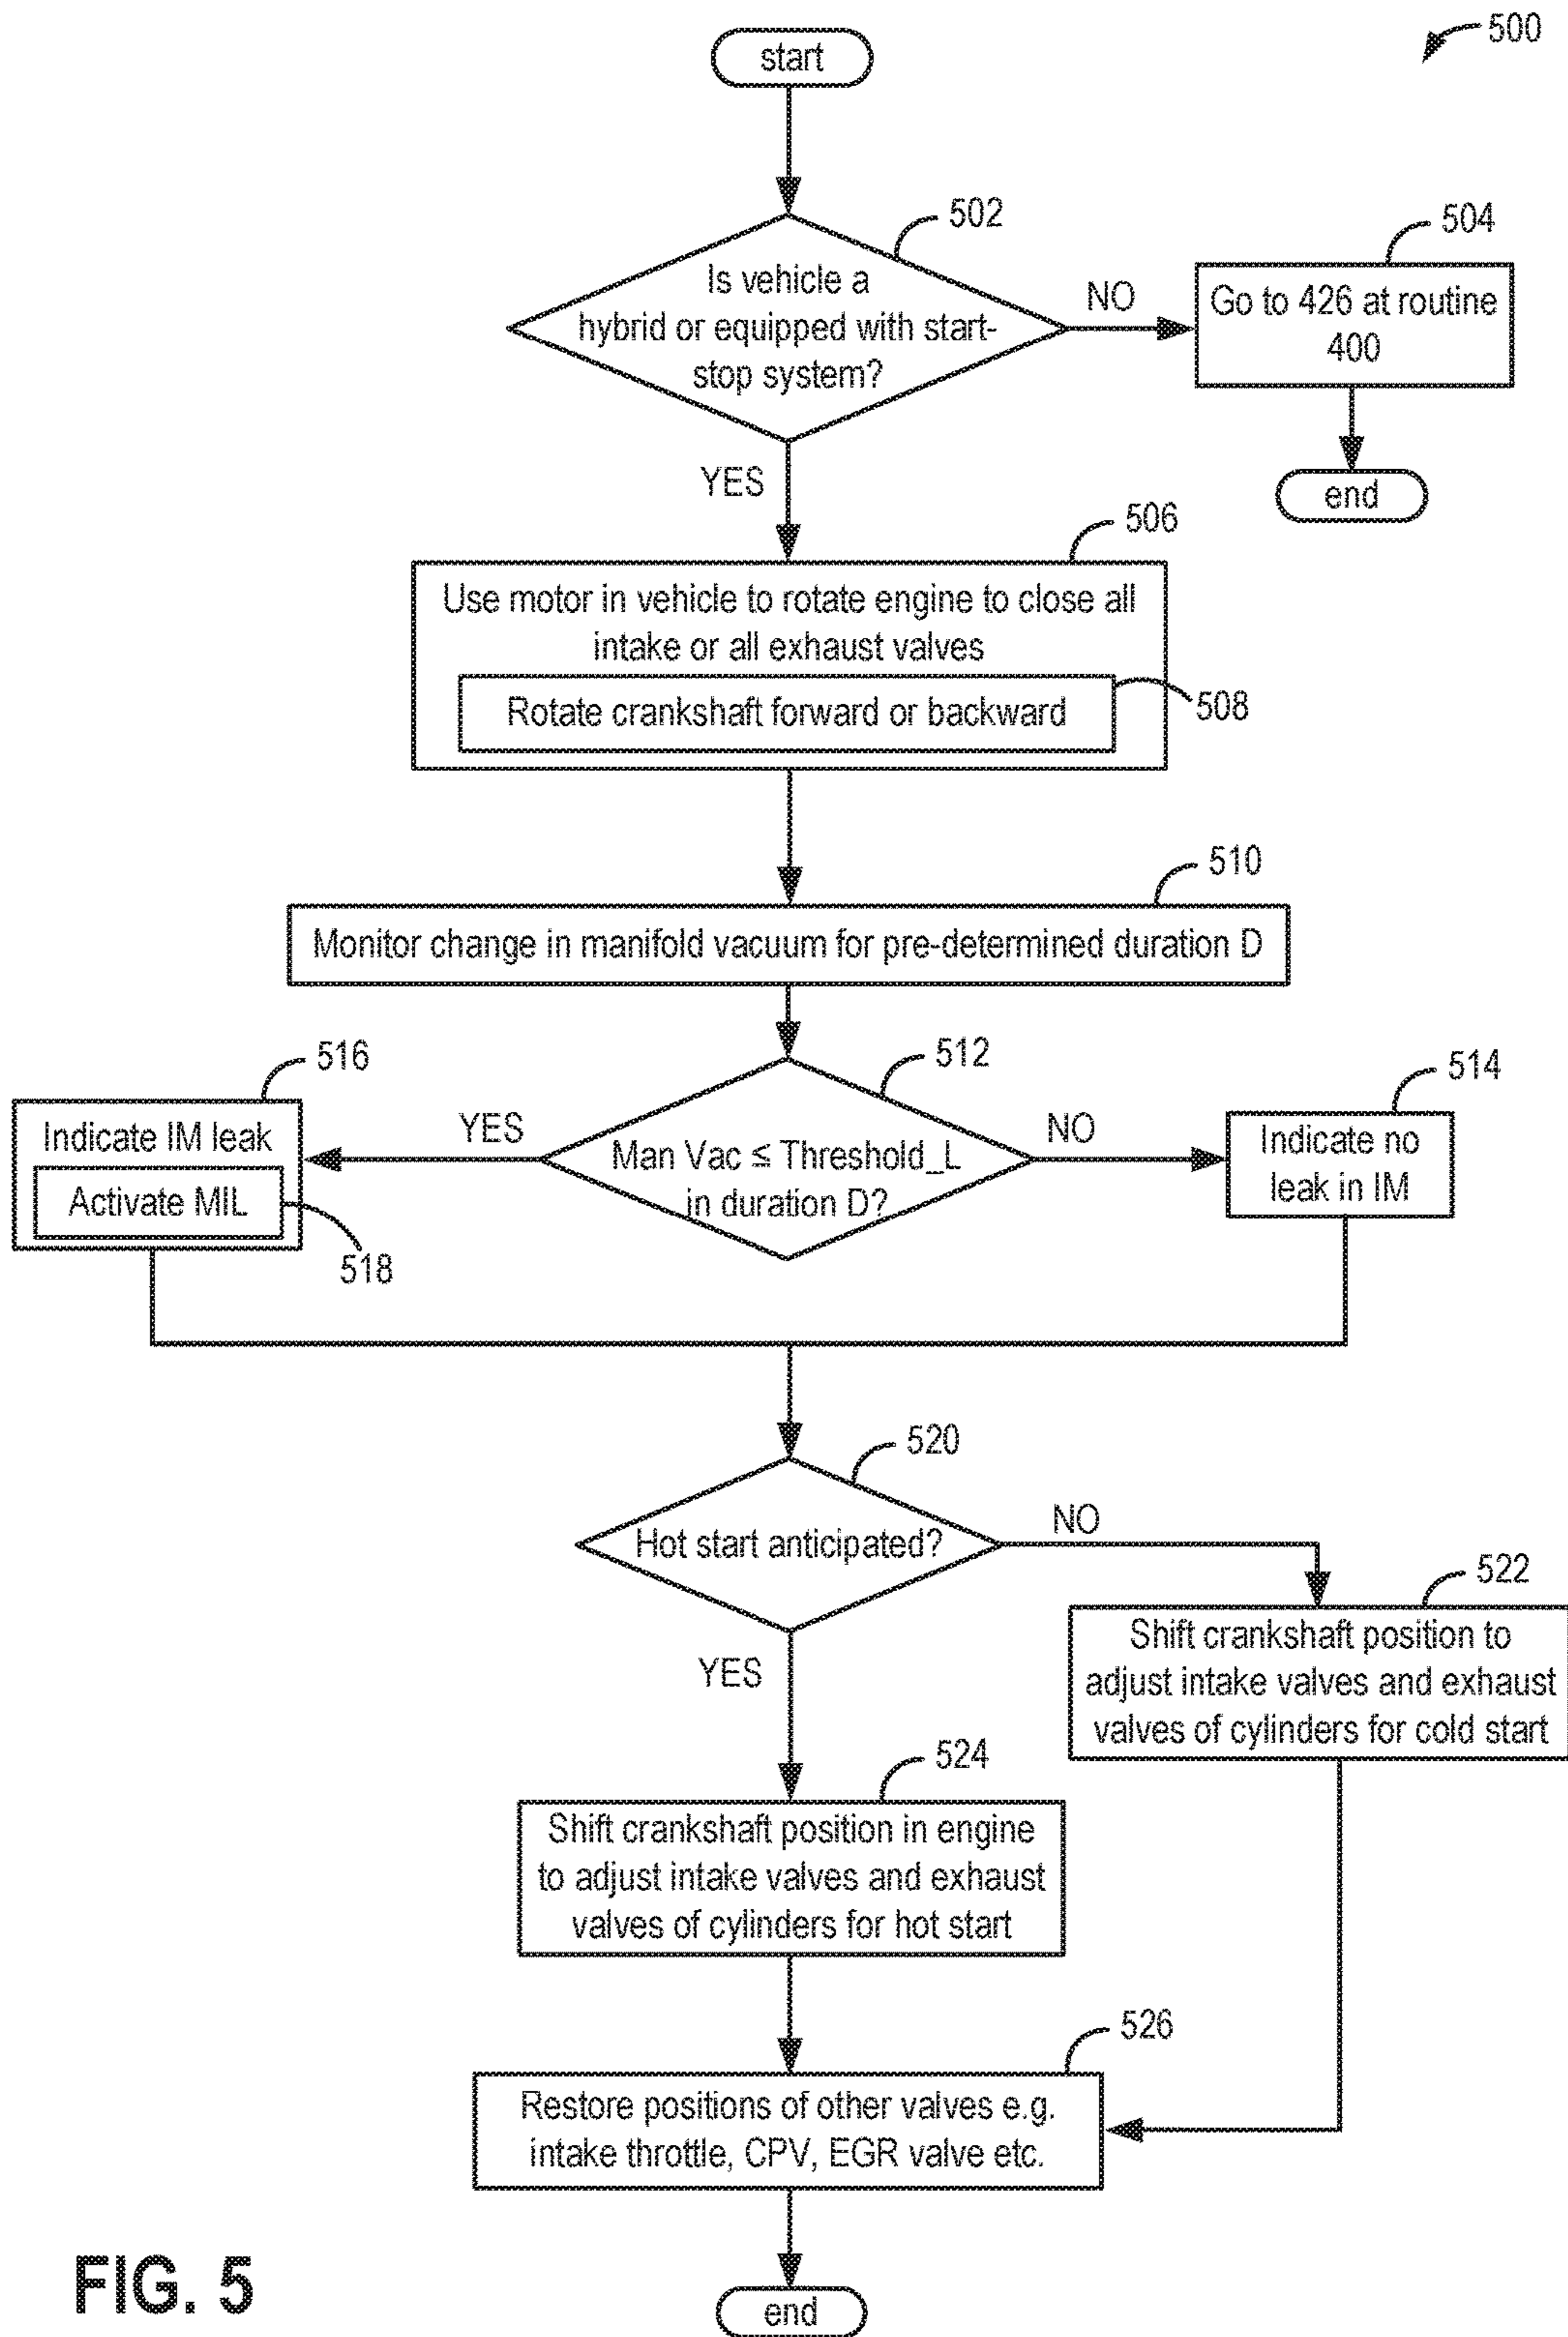 500
start
502
Is vehicle a
hybrid or equipped with start-
stop system?
NO
504
Go to 426 at routine
400
end
YES
506
Use motor in vehicle to rotate engine to close all
intake or all exhaust valves
Rotate crankshaft forward or backward
508
510
Monitor change in manifold vacuum for pre-determined duration D
512
Man Vac ≦ Threshold_L
in duration D?
YES
516
Indicate IM leak
Activate MIL
518
NO
514
Indicate no
leak in IM
520
Hot start anticipated?
NO
522
Shift crankshaft position to
adjust intake valves and exhaust
valves of cylinders for cold start
YES
524
Shift crankshaft position in engine
to adjust intake valves and exhaust
valves of cylinders for hot start
526
Restore positions of other valves e.g.
intake throttle, CPV, EGR valve etc.
end
FIG. 5